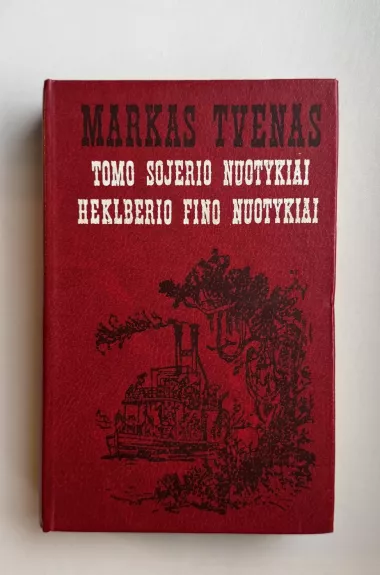 MARKAS TVENAS
TOMO SOJERIO NUOTYKIAI
HEKLBERIO FINO NUOTYKIAI